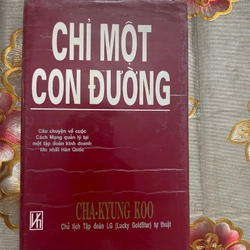 CHỈ MỘT
CON ĐƯỜNG
Câu chuyện về cuộc
Cách Mạng quản lý tại
một tập đoàn kinh doanh
lớn nhất Hàn Quốc
CHA-KYUNG KOO
Chủ tịch Tập đoàn LG (Lucky Goldstar) tự thuật